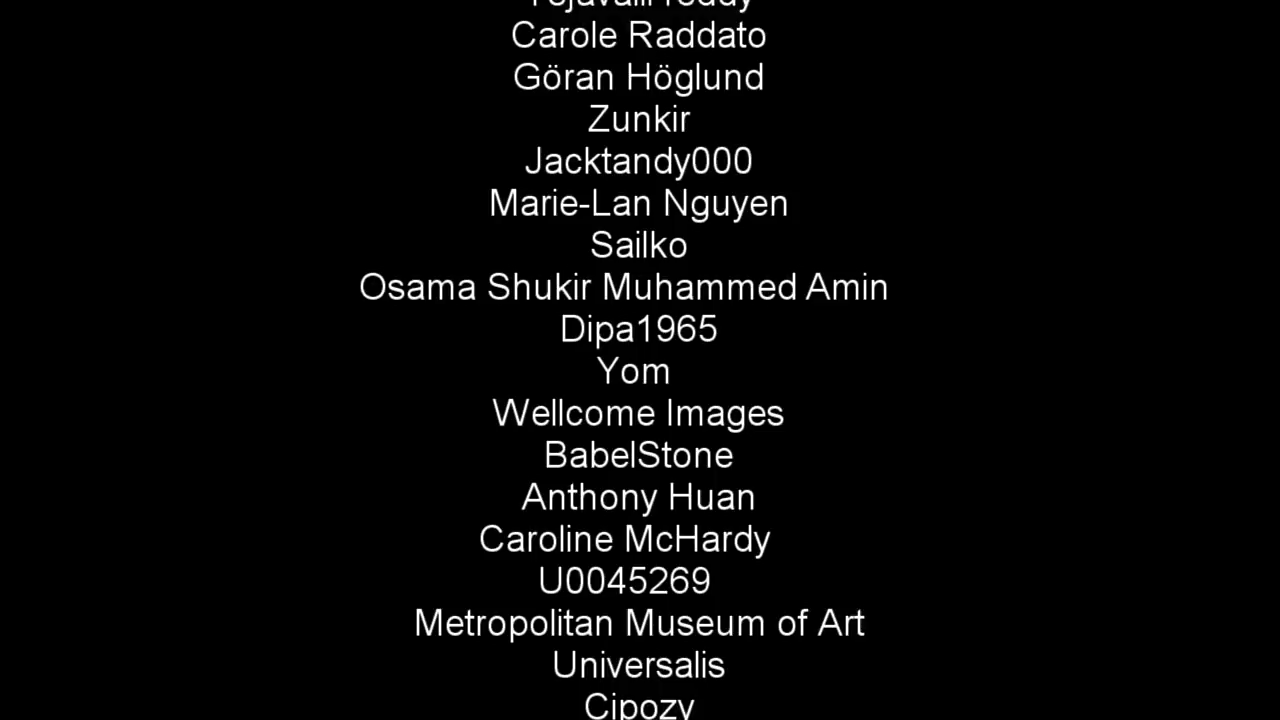 Carole Raddato
Göran Höglund
Zunkir
Jacktandy000
Marie-Lan Nguyen
Sailko
Osama Shukir Muhammed Amin
Dipa1965
Yom
Wellcome Images
BabelStone
Anthony Huan
Caroline McHardy
U0045269
Metropolitan Museum of Art
Universalis
Cipozy